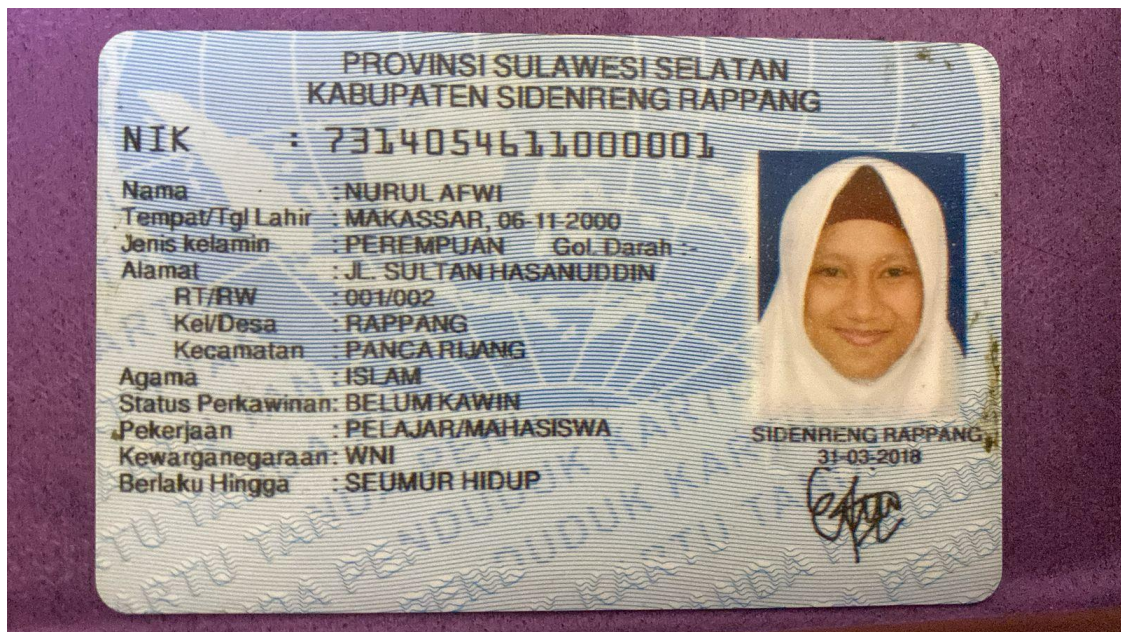 PROVINSI SULAWESI SELATAN
KABUPATEN SIDENRENG RAPPANG
NIK : 7314054611000001
Nama : NURUL AFWI
Tempat/Tgl Lahir : MAKASSAR, 06-11-2000
Jenis kelamin : PEREMPUAN Gol. Darah :-
Alamat : JL. SULTAN HASANUDDIN
RT/RW : 001/002
Kel/Desa : RAPPANG
Kecamatan : PANCA RIJANG
Agama : ISLAM
Status Perkawinan: BELUM KAWIN
Pekerjaan : PELAJAR/MAHASISWA
Kewarganegaraan: WNI
Berlaku Hingga : SEUMUR HIDUP
SIDENRENG RAPPANG
31-03-2018